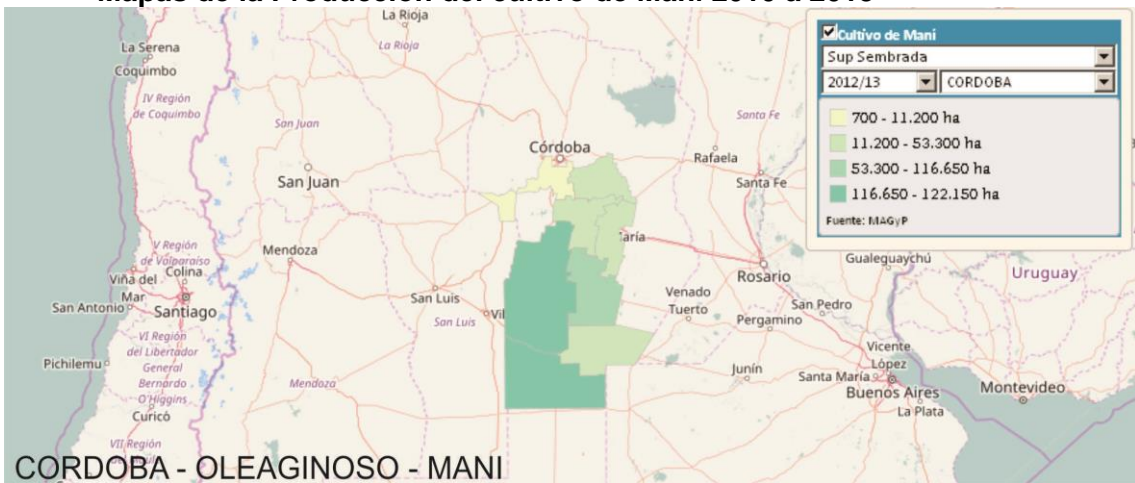 Mapas de la Producción del cultivo de Maní 2010 a 2015
La Rioja
La Rioja
La Serena
Coquimbo
IV Región
de Coquimbo
San Juan
San Juan
Córdoba
Santa Fe
Rafaela
Santa Fe
Cultivo de Mani
Sup Sembrada
2012/13 CORDOBA
700 - 11.200 ha
11.200 - 53.300 ha
53.300 - 116.650 ha
116.650 - 122.150 ha
Fuente: MAGyP
V Región
de Valparaíso
Viña del
Mar
Colina
San Antonio
Santiago
Mendoza
San Luis
San Luis
Vil
aría
Rosario
Gualeguaychú
Uruguay
Venado
Tuerto
San Pedro
Pergamino
VI Región
del Libertador
General
Bernardo
O'Higgins
Pichilemu
Mendoza
Curicó
VII Región
Junín
Vicente
López
Santa María
Buenos Aires
La Plata
Montevideo
CORDOBA - OLEAGINOSO - MANI